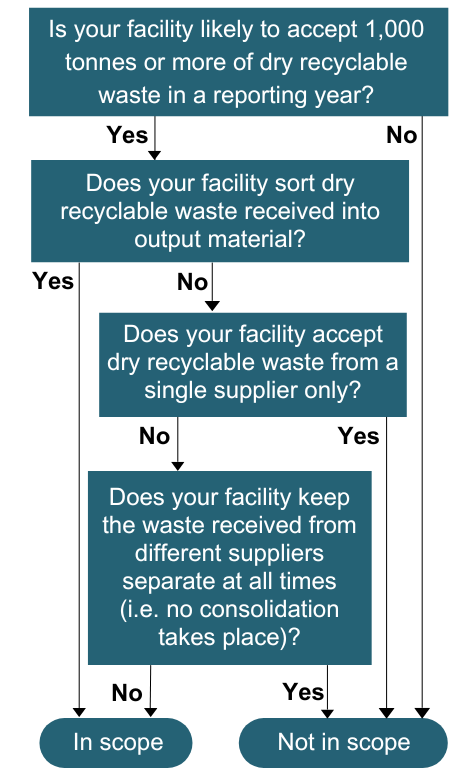 Is your facility likely to accept 1,000
tonnes or more of dry recyclable
waste in a reporting year?
Yes
No
Does your facility sort dry
recyclable waste received into
output material?
Yes
No
Does your facility accept
dry recyclable waste from a
single supplier only?
No
Yes
Does your facility keep
the waste received from
different suppliers
separate at all times
(i.e. no consolidation
takes place)?
No
Yes
In scope
Not in scope